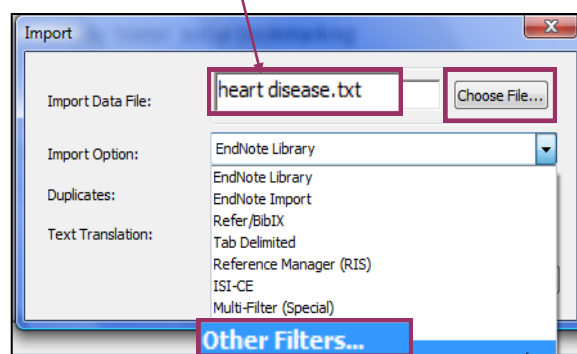 Import
Import Data File:
heart disease.txt
Choose File...
Import Option:
EndNote Library
Duplicates:
Text Translation:
EndNote Library
EndNote Import
Refer/BibIX
Tab Delimited
Reference Manager (RIS)
ISI-CE
Multi-Filter (Special)
Other Filters...